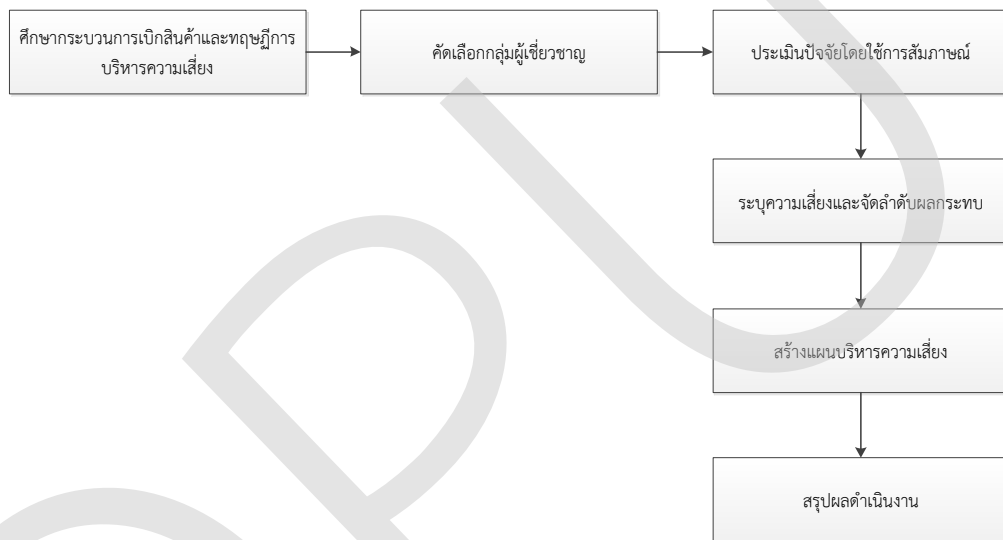 ศึกษากระบวนการเบิกสินค้าและทฤษฎีการ
บริหารความเสี่ยง
คัดเลือกกลุ่มผู้เชี่ยวชาญ
ประเมินปัจจัยโดยใช้การสัมภาษณ์
ระบุความเสี่ยงและจัดลำดับผลกระทบ
สร้างแผนบริหารความเสี่ยง
สรุปผลดำเนินงาน